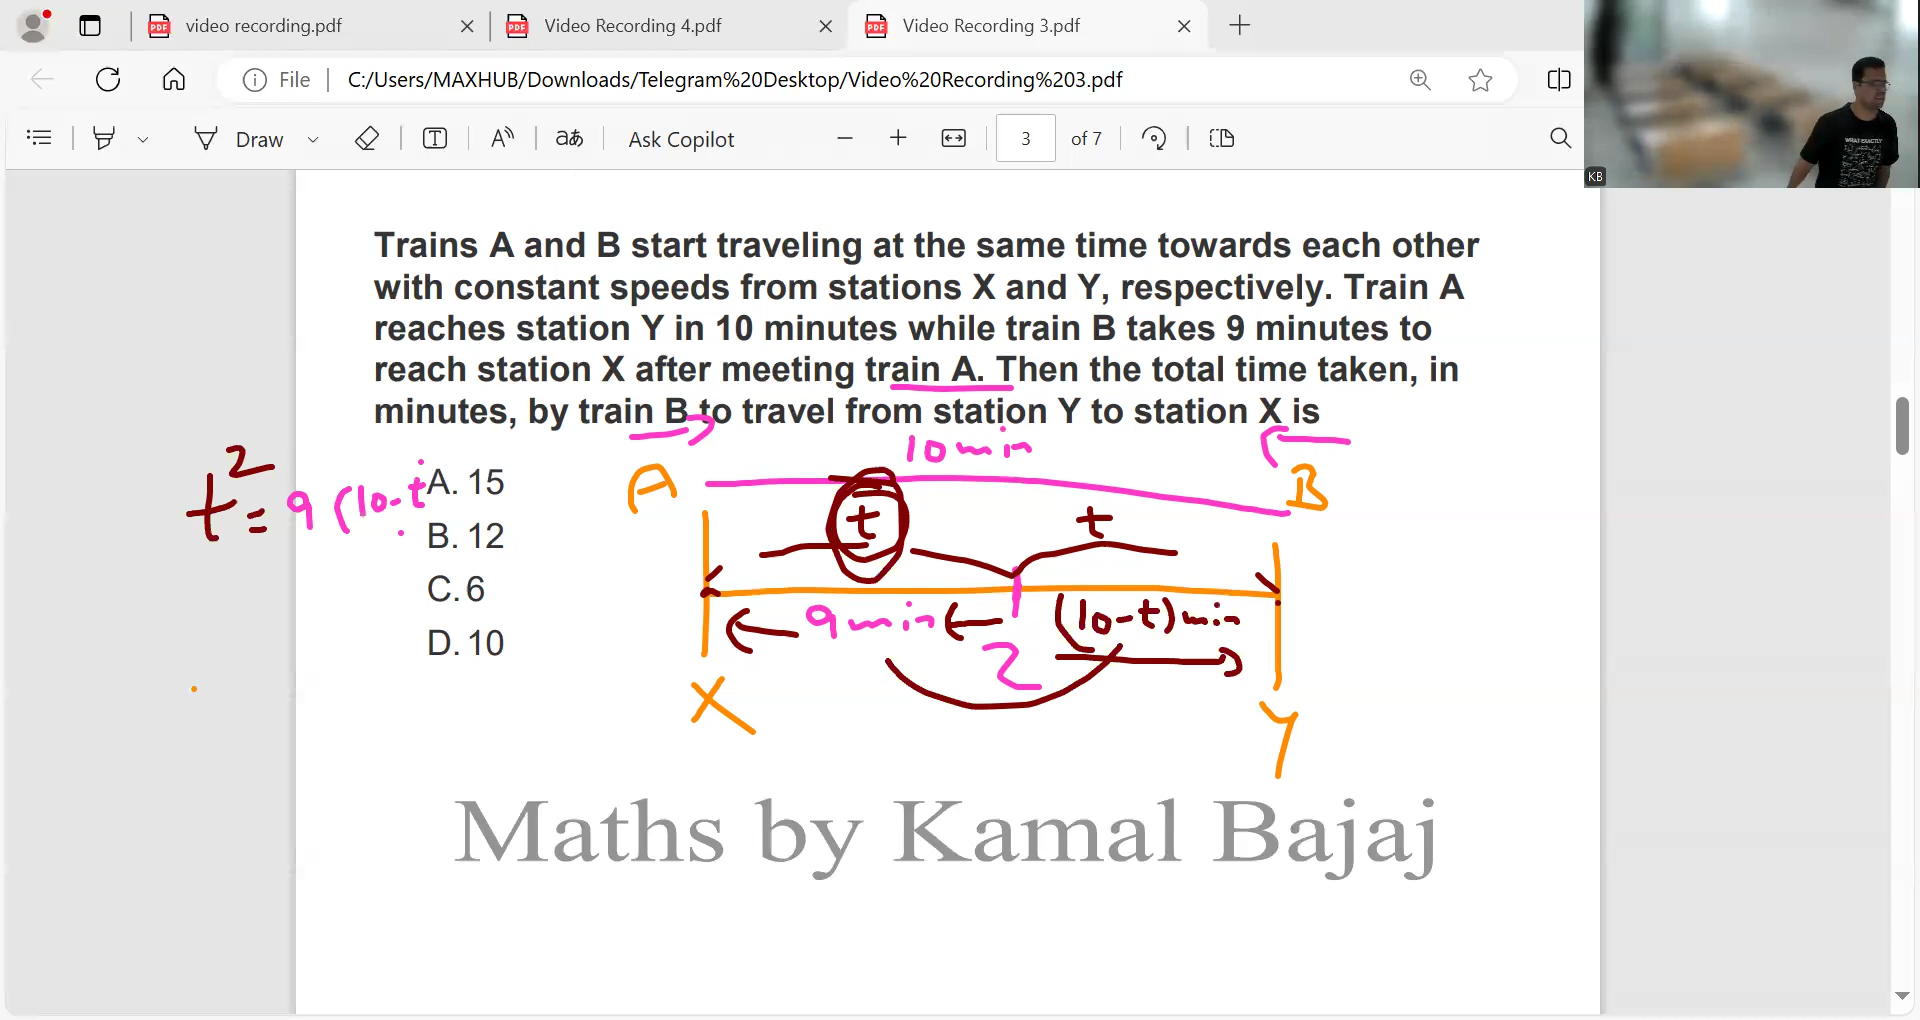 video recording.pdf
Video Recording 4.pdf
Video Recording 3.pdf
File
C:/Users/MAXHUB/Downloads/Telegram%20Desktop/Video%20Recording%203.pdf
Draw
aあ
Ask Copilot
3 of 7
WHAT EXACTLY
KB
Trains A and B start traveling at the same time towards each other
with constant speeds from stations X and Y, respectively. Train A
reaches station Y in 10 minutes while train B takes 9 minutes to
reach station X after meeting train A. Then the total time taken, in
minutes, by train B to travel from station Y to station X is
10 min
A
B
t² = 9 (10-t
A. 15
B. 12
C. 6
D. 10
t
t
9 min
(10-t) min
Z
X
Y
Maths by Kamal Bajaj